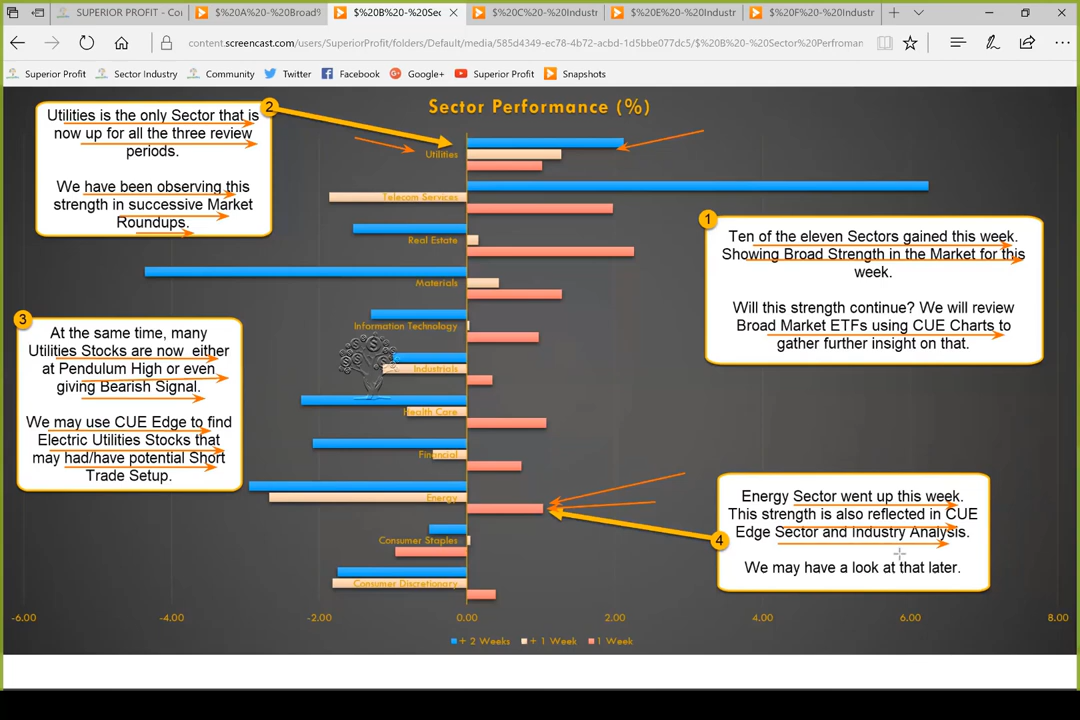 SUPERIOR PROFIT - Cou
$%20A%20-%20Broad%
$%20B%20-%20Sec
$%20C%20-%20Industr
$%20E%20-%20Industr
$%20F%20-%20Industr
content.screencast.com/users/SuperiorProfit/folders/Default/media/585d4349-ec78-4b72-acbd-1d5bbe077dc5/$%20B%20-%20Sector%20Perfroman
Superior Profit
Sector Industry
Community
Twitter
Facebook
Google+
Superior Profit
Snapshots
Sector Performance (%)
2
Utilities is the only Sector that is
now up for all the three review
periods.
We have been observing this
strength in successive Market
Roundups.
1
Ten of the eleven Sectors gained this week.
Showing Broad Strength in the Market for this
week.
Will this strength continue? We will review
Broad Market ETFs using CUE Charts to
gather further insight on that.
3
At the same time, many
Utilities Stocks are now either
at Pendulum High or even
giving Bearish Signal.
We may use CUE Edge to find
Electric Utilities Stocks that
may had/have potential Short
Trade Setup.
4
Energy Sector went up this week.
This strength is also reflected in CUE
Edge Sector and Industry Analysis.
We may have a look at that later.
Utilities
Telecom Services
Real Estate
Materials
Information Technology
Industrials
Health Care
Financial
Energy
Consumer Staples
Consumer Discretionary
-6.00
-4.00
-2.00
0.00
2.00
4.00
6.00
8.00
+ 2 Weeks
+ 1 Week
1 Week